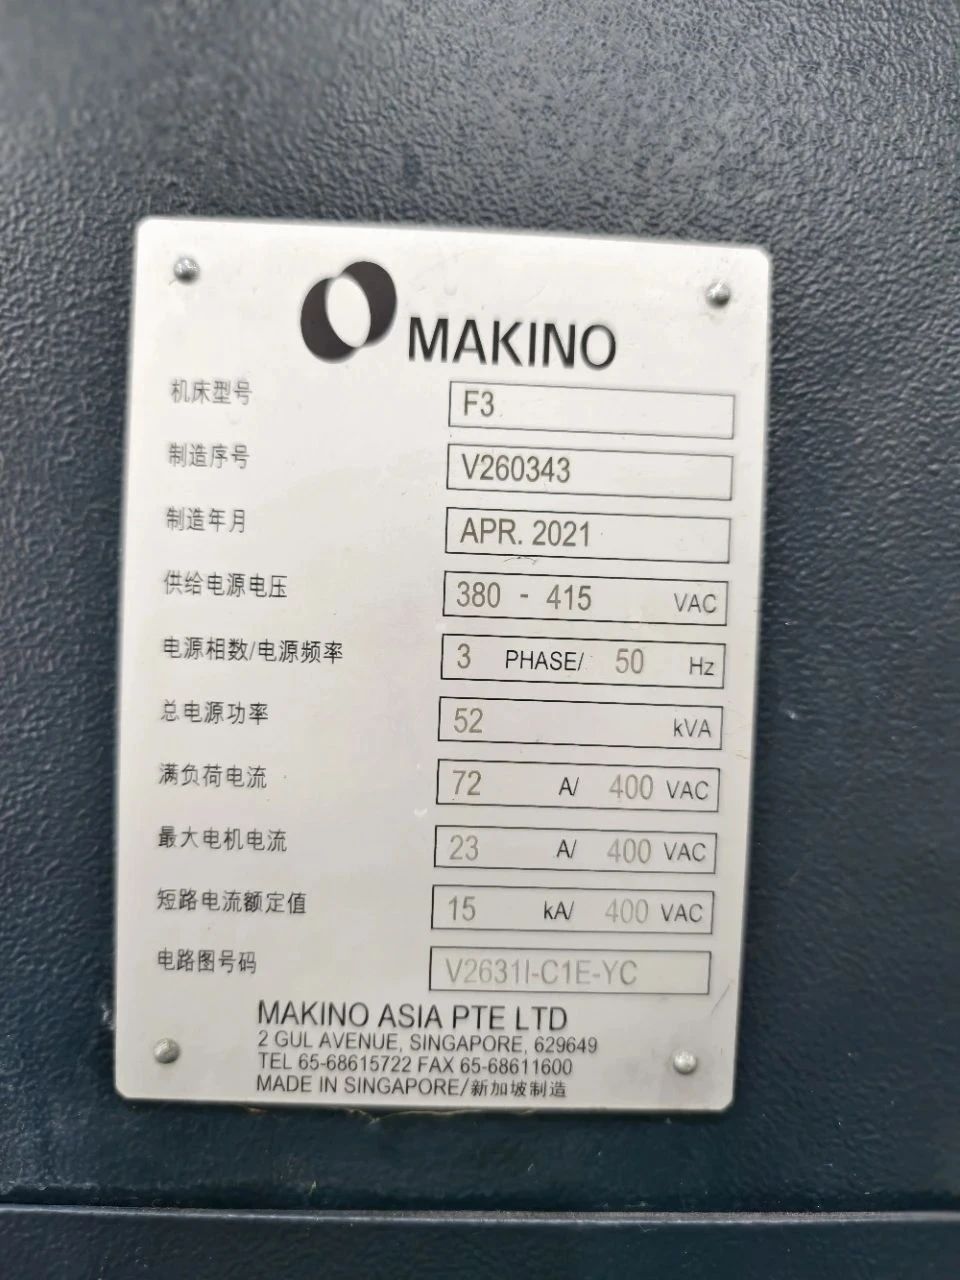 MAKINO
机床型号 F3
制造序号 V260343
制造年月 APR. 2021
供给电源电压 380 - 415 VAC
电源相数/电源频率 3 PHASE/ 50 Hz
总电源功率 52 kVA
满负荷电流 72 A/ 400 VAC
最大电机电流 23 A/ 400 VAC
短路电流额定值 15 kA/ 400 VAC
电路图号码 V2631I-C1E-YC
MAKINO ASIA PTE LTD
2 GUL AVENUE, SINGAPORE, 629649
TEL 65-68615722 FAX 65-68611600
MADE IN SINGAPORE/新加坡制造